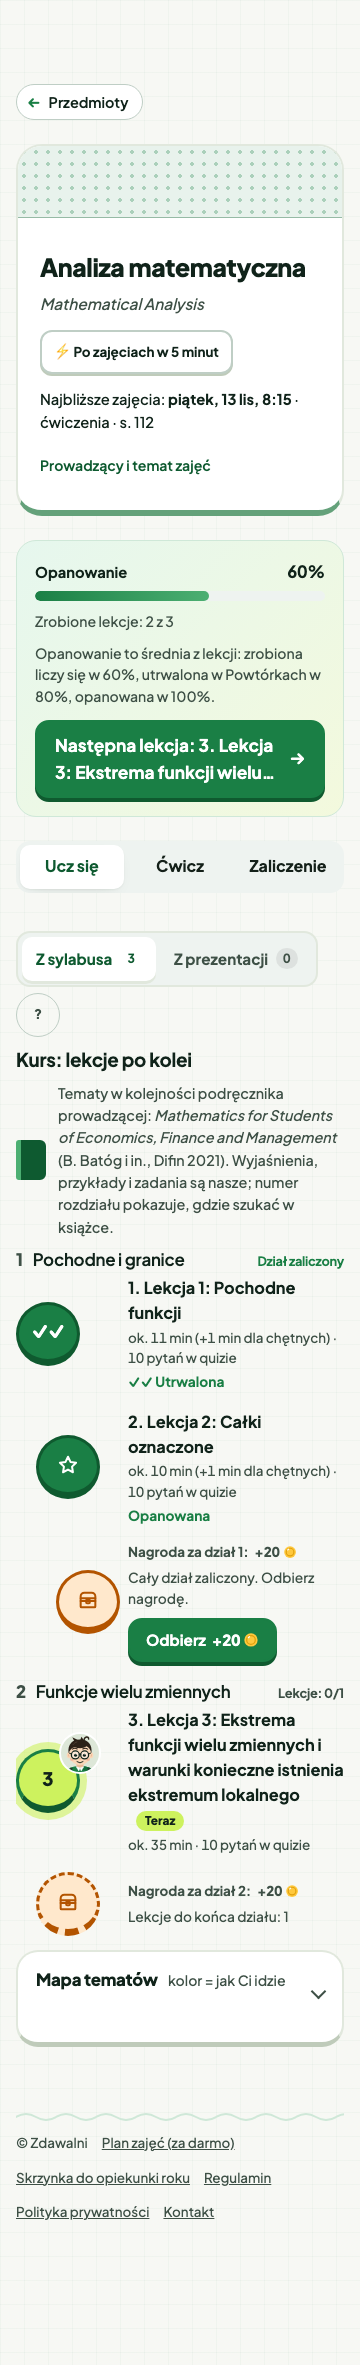 ← Przedmioty
Analiza matematyczna
Mathematical Analysis
⚡ Po zajęciach w 5 minut
Najbliższe zajęcia: piątek, 13 lis, 8:15 ·
ćwiczenia · s. 112
Prowadzący i temat zajęć
Opanowanie 60%
Zrobione lekcje: 2 z 3
Opanowanie to średnia z lekcji: zrobiona
liczy się w 60%, utrwalona w Powtórkach w
80%, opanowana w 100%.
Następna lekcja: 3. Lekcja
3: Ekstrema funkcji wielu... →
Ucz się Ćwicz Zaliczenie
Z sylabusa 3 Z prezentacji 0
?
Kurs: lekcje po kolei
Tematy w kolejności podręcznika
prowadzącej: Mathematics for Students
of Economics, Finance and Management
(B. Batóg i in., Difin 2021). Wyjaśnienia,
przykłady i zadania są nasze; numer
rozdziału pokazuje, gdzie szukać w
książce.
1 Pochodne i granice Dział zaliczony
1. Lekcja 1: Pochodne
funkcji
ok. 11 min (+1 min dla chętnych) ·
10 pytań w quizie
✓✓ Utrwalona
2. Lekcja 2: Całki
oznaczone
ok. 10 min (+1 min dla chętnych) ·
10 pytań w quizie
Opanowana
Nagroda za dział 1: +20
Cały dział zaliczony. Odbierz
nagrodę.
Odbierz +20
2 Funkcje wielu zmiennych Lekcje: 0/1
3
3. Lekcja 3: Ekstrema
funkcji wielu zmiennych i
warunki konieczne istnienia
ekstremum lokalnego
Teraz
ok. 35 min · 10 pytań w quizie
Nagroda za dział 2: +20
Lekcje do końca działu: 1
Mapa tematów kolor = jak Ci idzie
© Zdawalni Plan zajęć (za darmo)
Skrzynka do opiekunki roku Regulamin
Polityka prywatności Kontakt